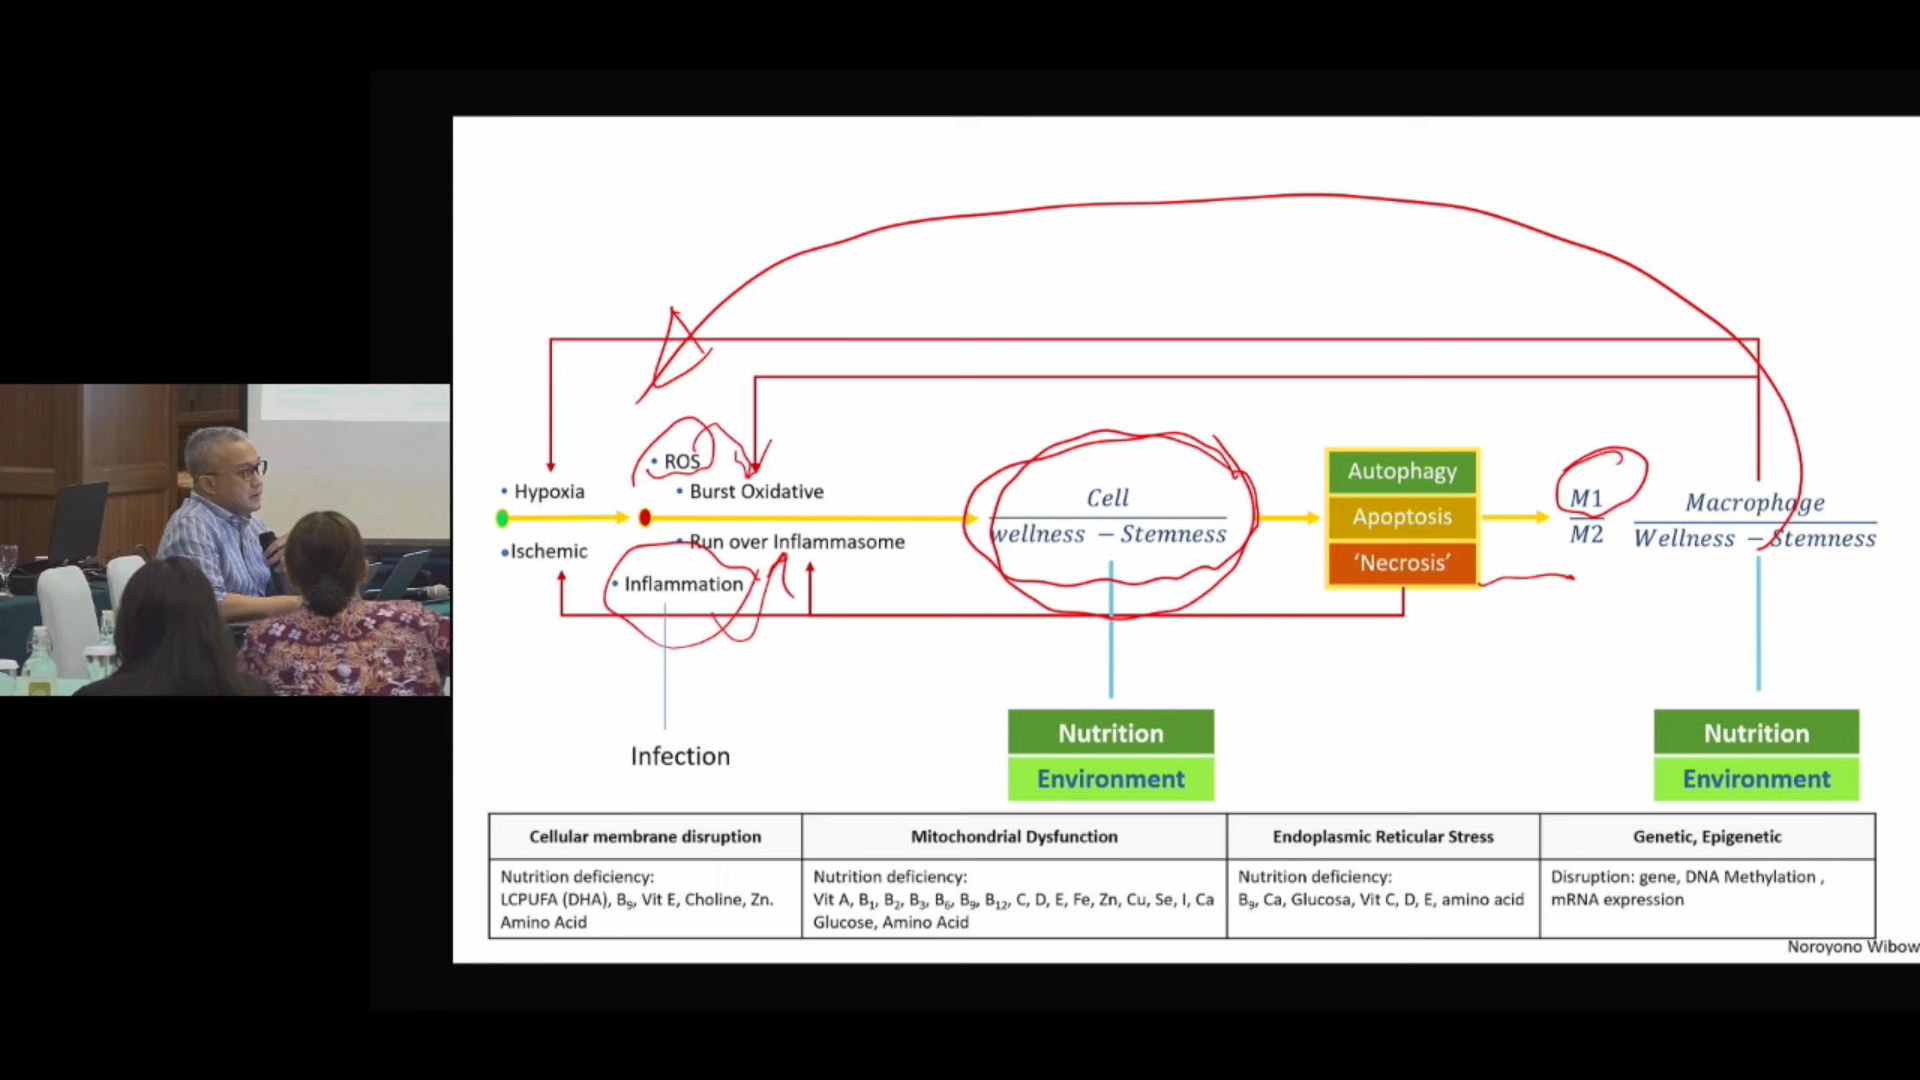 • ROS
• Hypoxia
• Burst Oxidative
•Ischemic
• Run over Inflammasome
• Inflammation
Infection
Cell
wellness − Stemness
Autophagy
Apoptosis
‘Necrosis’
M1
M2
Macrophage
Wellness − Stemness
Nutrition
Environment
Nutrition
Environment
Cellular membrane disruption
Mitochondrial Dysfunction
Endoplasmic Reticular Stress
Genetic, Epigenetic
Nutrition deficiency:
LCPUFA (DHA), B₉, Vit E, Choline, Zn.
Amino Acid
Nutrition deficiency:
Vit A, B₁, B₂, B₃, B₆, B₉, B₁₂, C, D, E, Fe, Zn, Cu, Se, I, Ca
Glucose, Amino Acid
Nutrition deficiency:
B₉, Ca, Glucosa, Vit C, D, E, amino acid
Disruption: gene, DNA Methylation ,
mRNA expression
Noroyono Wibow